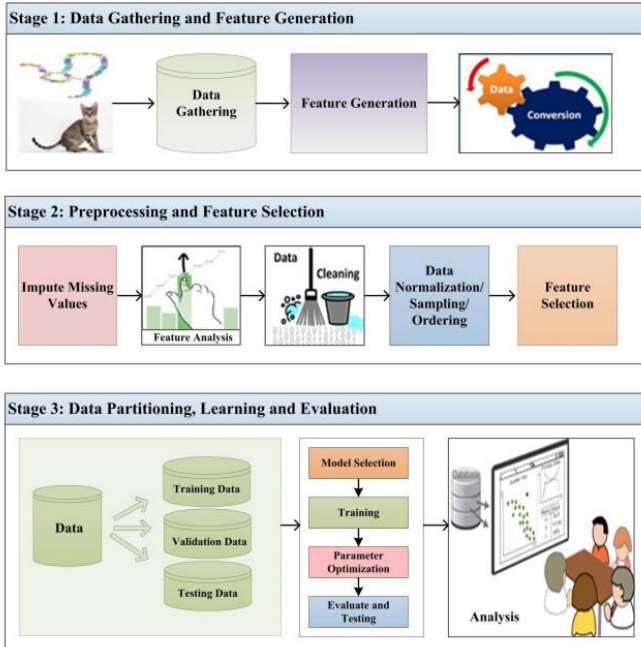 Stage 1: Data Gathering and Feature Generation
Data
Gathering
Feature Generation
Data
Conversion
Stage 2: Preprocessing and Feature Selection
Impute Missing
Values
Feature Analysis
Data
Cleaning
Data
Normalization/
Sampling/
Ordering
Feature
Selection
Stage 3: Data Partitioning, Learning and Evaluation
Data
Training Data
Validation Data
Testing Data
Model Selection
Training
Parameter
Optimization
Evaluate and
Testing
Database
Analysis